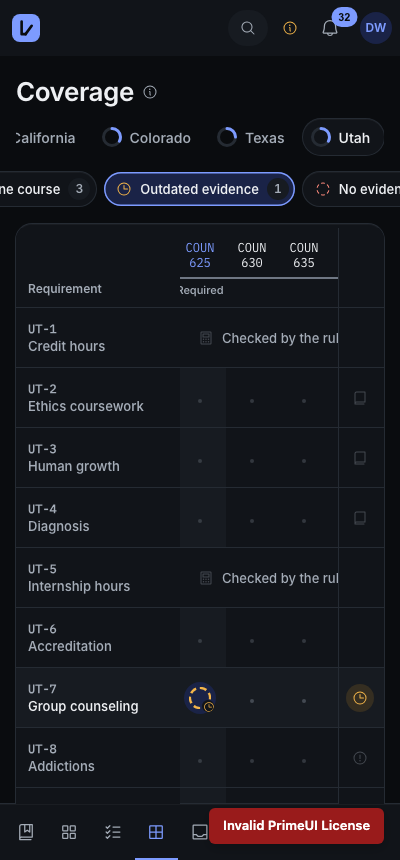 32
DW
Coverage
California
Colorado
Texas
Utah
ne course 3
Outdated evidence 1
No eviden
COUN 625
COUN 630
COUN 635
Requirement
Required
UT-1
Credit hours
Checked by the rul
UT-2
Ethics coursework
UT-3
Human growth
UT-4
Diagnosis
UT-5
Internship hours
Checked by the rul
UT-6
Accreditation
UT-7
Group counseling
UT-8
Addictions
Invalid PrimeUI License